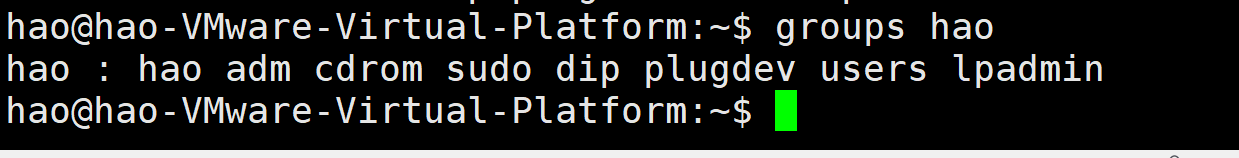 hao@hao-VMware-Virtual-Platform:~$ groups hao
hao : hao adm cdrom sudo dip plugdev users lpadmin
hao@hao-VMware-Virtual-Platform:~$